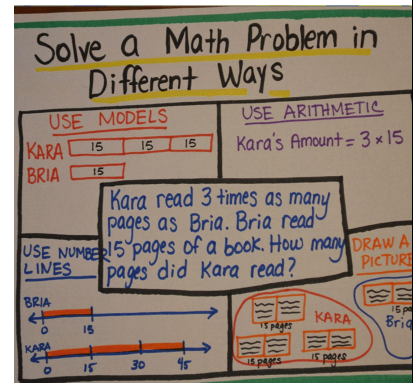 Solve a Math Problem in
Different Ways
USE MODELS
KARA 15 15 15
BRIA 15
USE ARITHMETIC
Kara's Amount = 3 × 15
Kara read 3 times as many
pages as Bria. Bria read
15 pages of a book. How many
pages did Kara read?
USE NUMBER
LINES
BRIA
0 15
KARA
0 15 30 45
DRAW A
PICTURE
15 pages
KARA
15 pages 15 pages
15